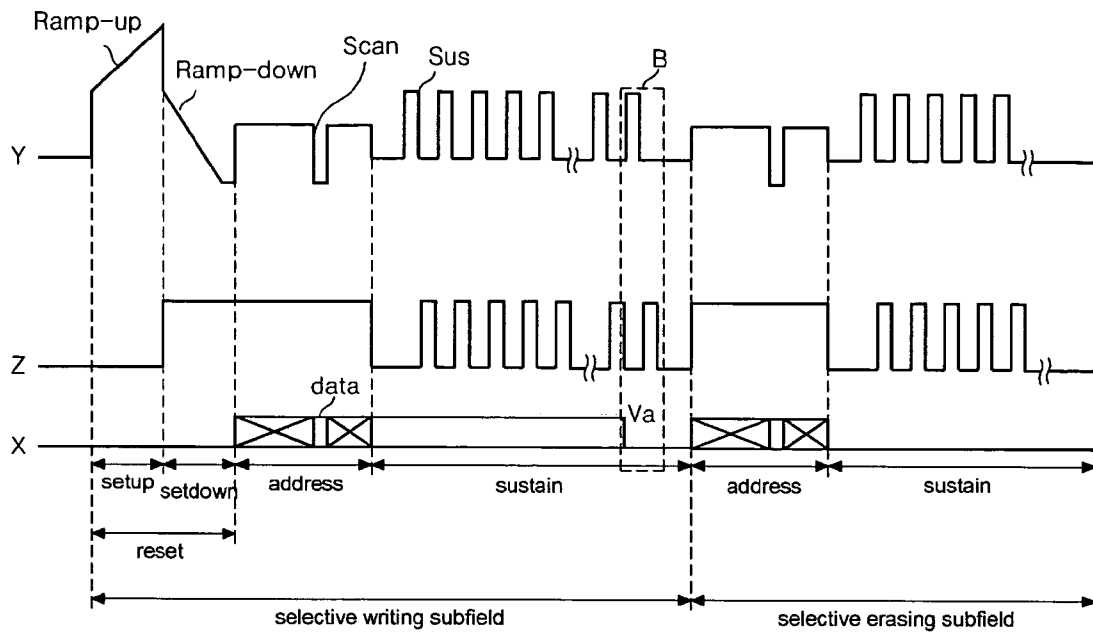 Ramp-up
Ramp-down
Scan
Sus
B
Y
Z
data
Va
X
setup
setdown
address
sustain
address
sustain
reset
selective writing subfield
selective erasing subfield